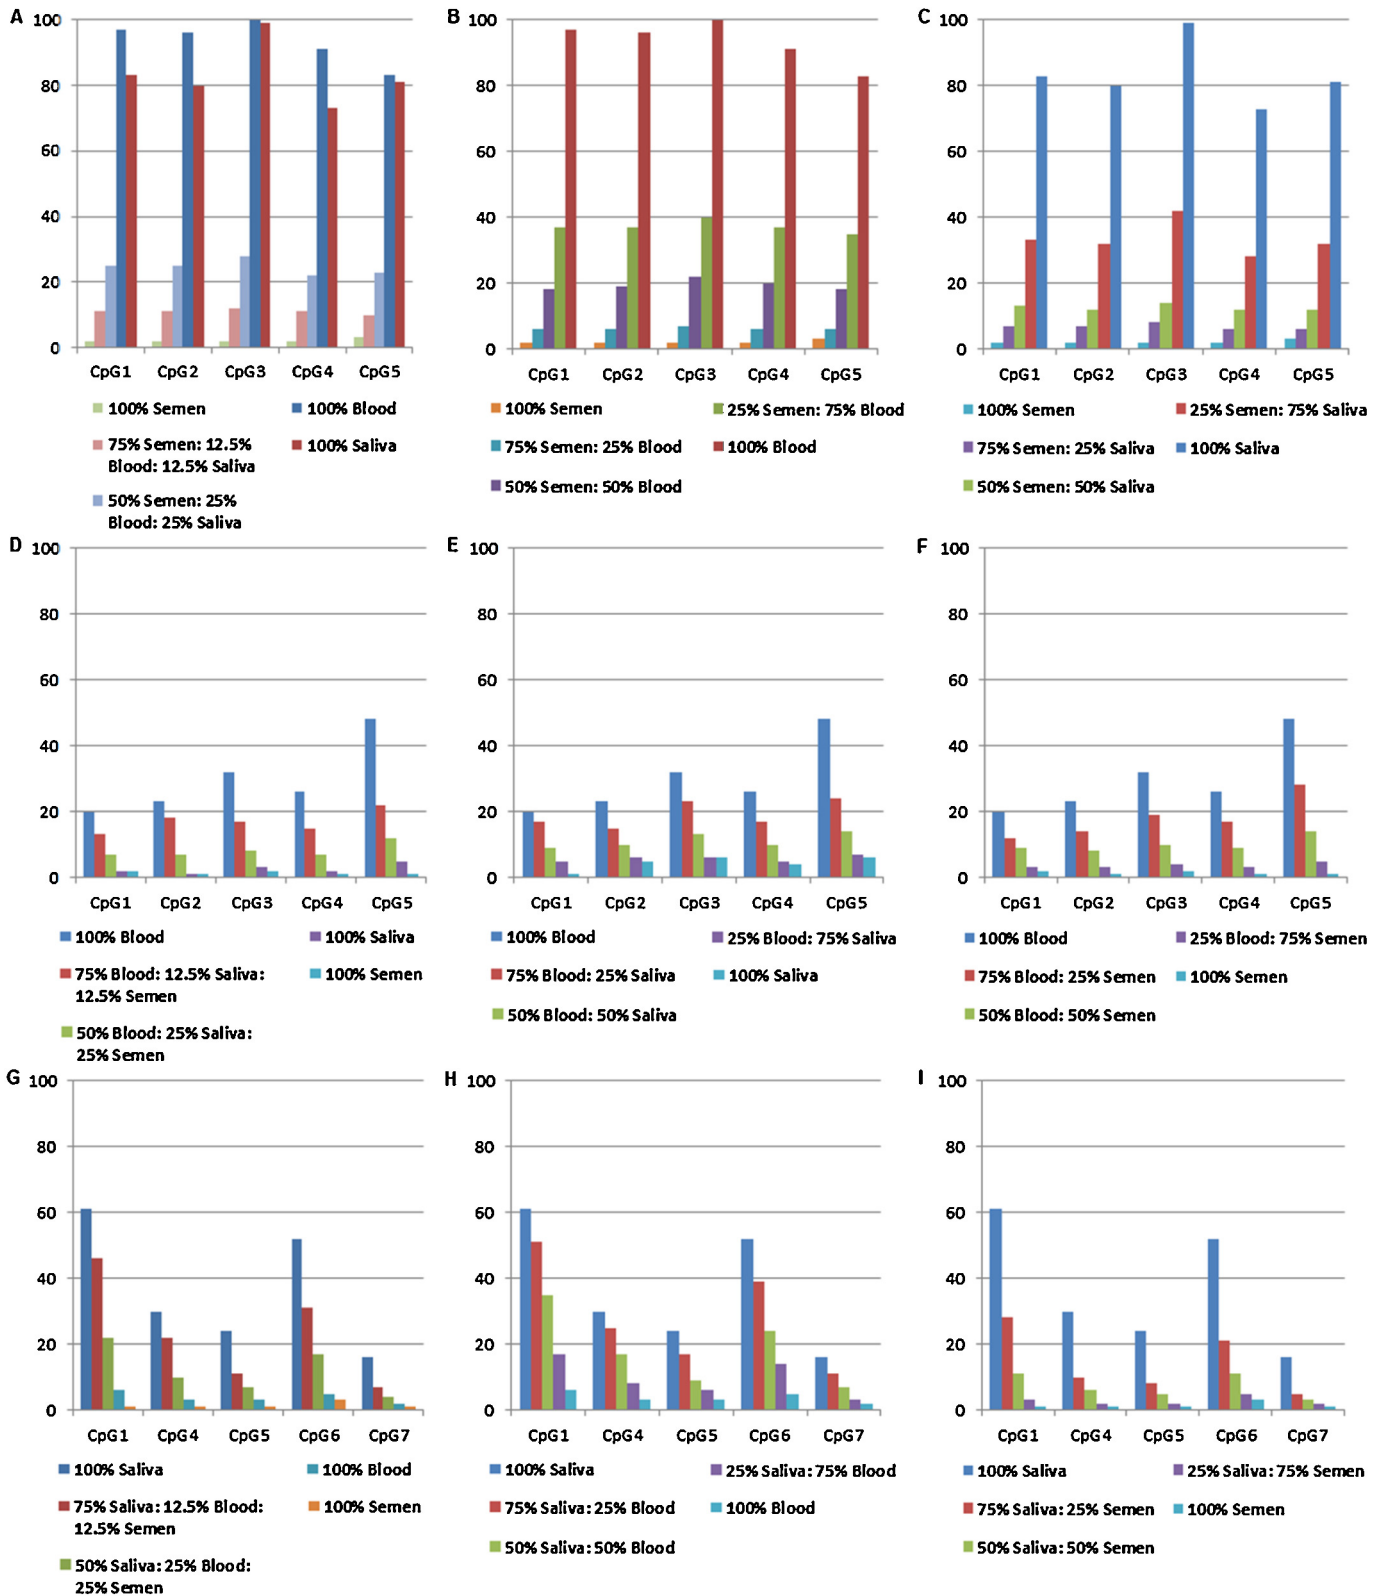 A
100
80
60
40
20
0
CpG1 CpG2 CpG3 CpG4 CpG5
100% Semen
100% Blood
75% Semen: 12.5%
Blood: 12.5% Saliva
100% Saliva
50% Semen: 25%
Blood: 25% Saliva
B
100
80
60
40
20
0
CpG1 CpG2 CpG3 CpG4 CpG5
100% Semen
25% Semen: 75% Blood
75% Semen: 25% Blood
100% Blood
50% Semen: 50% Blood
C
100
80
60
40
20
0
CpG1 CpG2 CpG3 CpG4 CpG5
100% Semen
25% Semen: 75% Saliva
75% Semen: 25% Saliva
100% Saliva
50% Semen: 50% Saliva
D
100
80
60
40
20
0
CpG1 CpG2 CpG3 CpG4 CpG5
100% Blood
100% Saliva
75% Blood: 12.5% Saliva:
12.5% Semen
100% Semen
50% Blood: 25% Saliva:
25% Semen
E
100
80
60
40
20
0
CpG1 CpG2 CpG3 CpG4 CpG5
100% Blood
25% Blood: 75% Saliva
75% Blood: 25% Saliva
100% Saliva
50% Blood: 50% Saliva
F
100
80
60
40
20
0
CpG1 CpG2 CpG3 CpG4 CpG5
100% Blood
25% Blood: 75% Semen
75% Blood: 25% Semen
100% Semen
50% Blood: 50% Semen
G
100
80
60
40
20
0
CpG1 CpG4 CpG5 CpG6 CpG7
100% Saliva
100% Blood
75% Saliva: 12.5% Blood:
12.5% Semen
100% Semen
50% Saliva: 25% Blood:
25% Semen
H
100
80
60
40
20
0
CpG1 CpG4 CpG5 CpG6 CpG7
100% Saliva
25% Saliva: 75% Blood
75% Saliva: 25% Blood
100% Blood
50% Saliva: 50% Blood
I
100
80
60
40
20
0
CpG1 CpG4 CpG5 CpG6 CpG7
100% Saliva
25% Saliva: 75% Semen
75% Saliva: 25% Semen
100% Semen
50% Saliva: 50% Semen